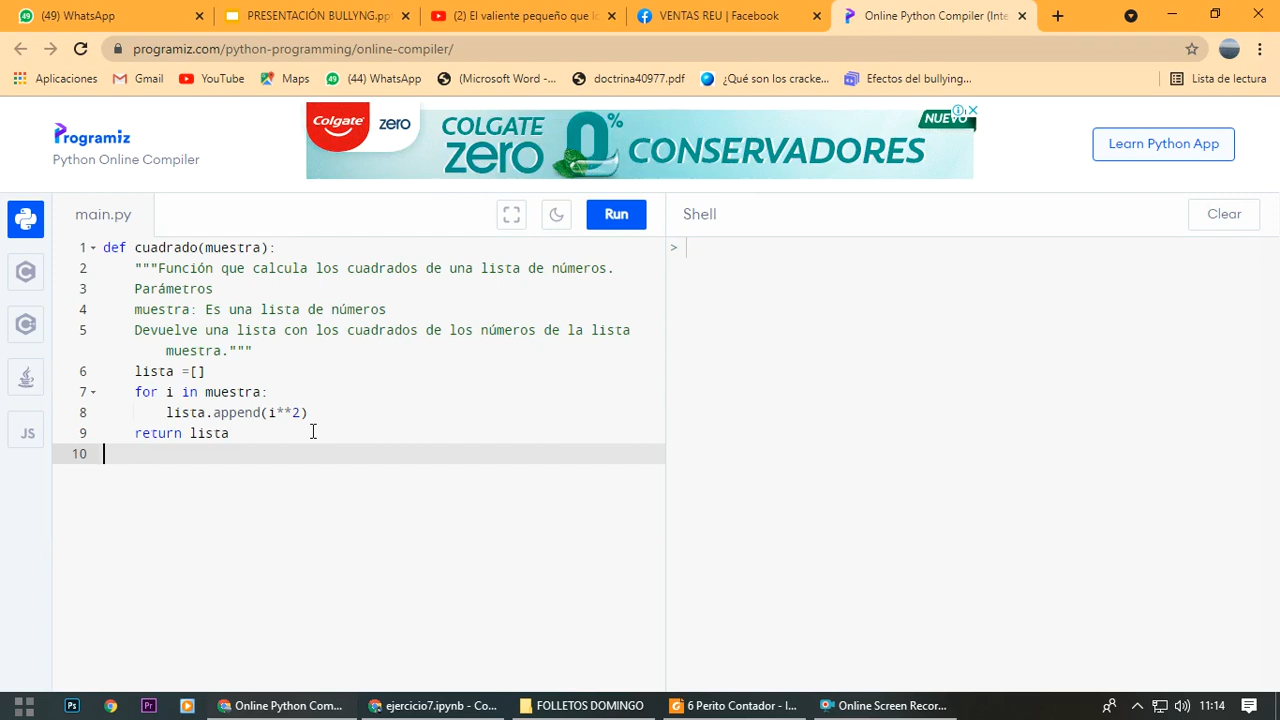 (49) WhatsApp
PRESENTACIÓN BULLYNG.pp
(2) El valiente pequeño que l
VENTAS REU | Facebook
Online Python Compiler (Inte
programiz.com/python-programming/online-compiler/
Aplicaciones
Gmail
YouTube
Maps
(44) WhatsApp
(Microsoft Word -...
doctrina40977.pdf
¿Qué son los cracke...
Efectos del bullying...
Lista de lectura
Programiz
Python Online Compiler
Colgate zero
COLGATE zero 0% CONSERVADORES
NUEVO
Learn Python App
main.py
Run
Shell
Clear
1 def cuadrado(muestra):
2 """Función que calcula los cuadrados de una lista de números.
3 Parámetros
4 muestra: Es una lista de números
5 Devuelve una lista con los cuadrados de los números de la lista
muestra."""
6 lista =[]
7 for i in muestra:
8 lista.append(i**2)
9 return lista
10
>
C
C
JS
Ps
Online Python Com...
Pr
ejercicio7.ipynb - Co...
FOLLETOS DOMINGO
6 Perito Contador - I...
Online Screen Recor...
11:14